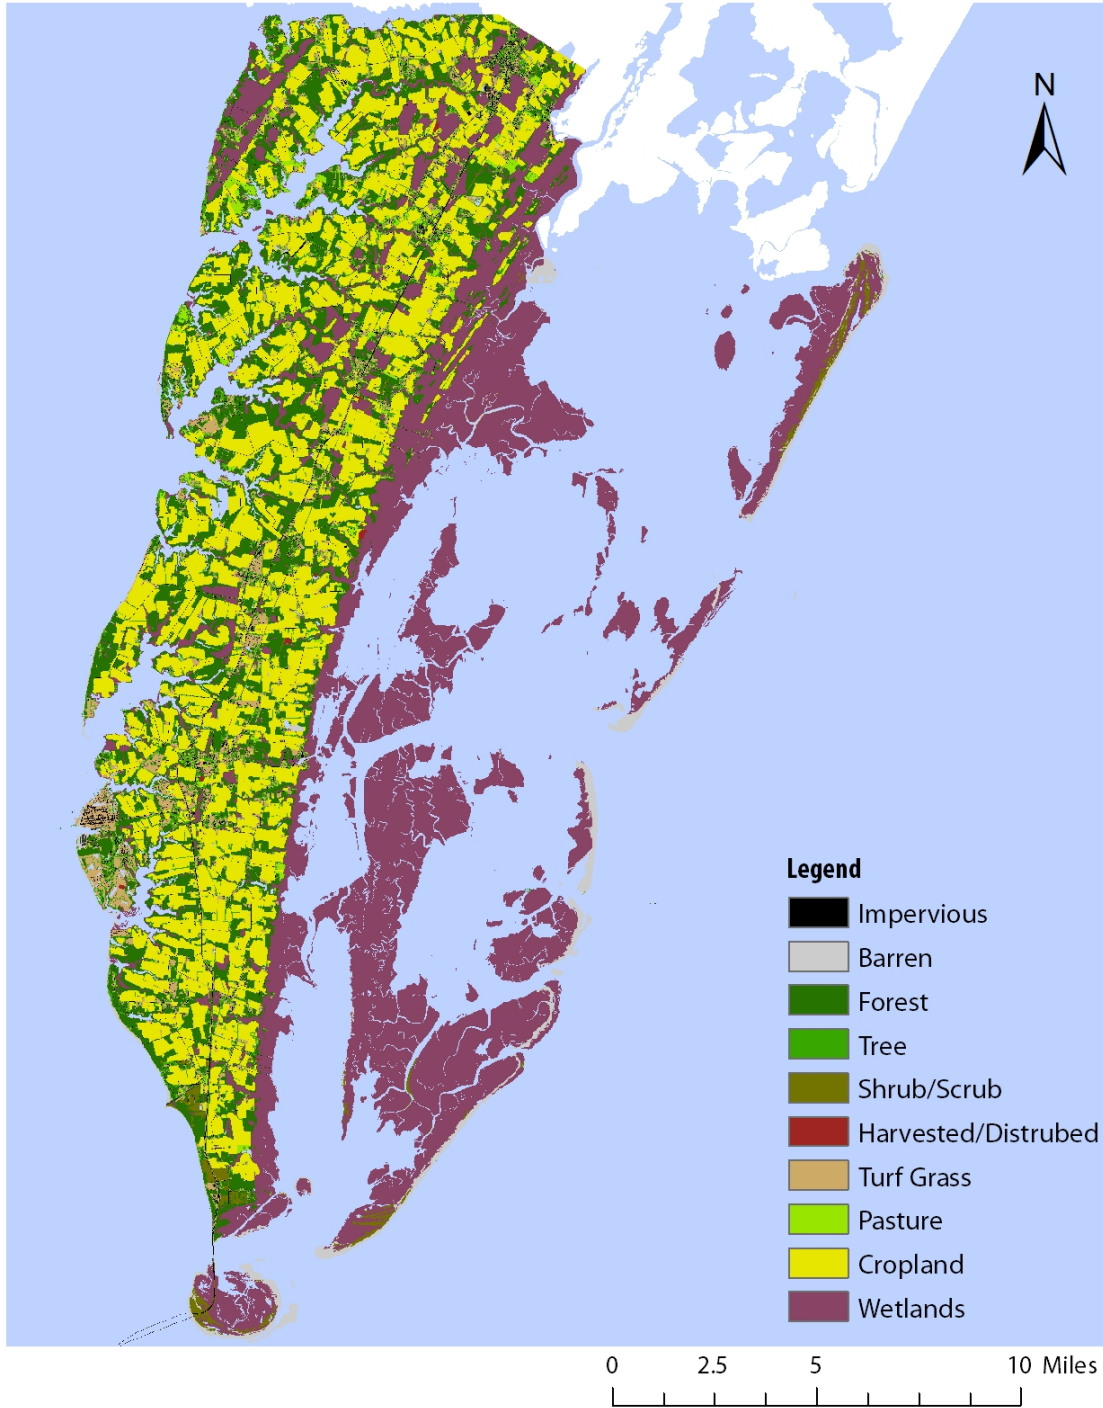 N
Legend
Impervious
Barren
Forest
Tree
Shrub/Scrub
Harvested/Distrubed
Turf Grass
Pasture
Cropland
Wetlands
0 2.5 5 10 Miles